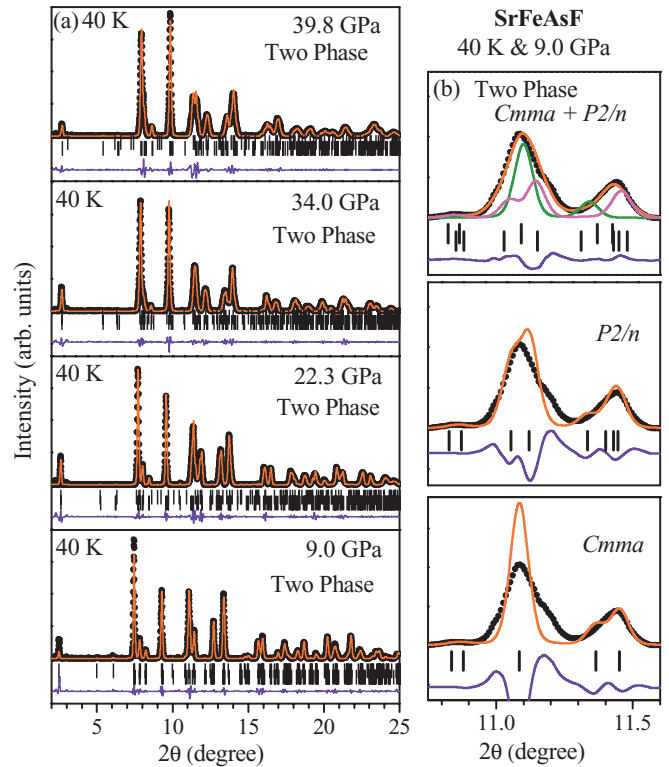 (a) 40 K
39.8 GPa
Two Phase
40 K
34.0 GPa
Two Phase
40 K
22.3 GPa
Two Phase
40 K
9.0 GPa
Two Phase
Intensity (arb. units)
5 10 15 20 25
2θ (degree)
SrFeAsF
40 K & 9.0 GPa
(b) Two Phase
Cmma + P2/n
P2/n
Cmma
11.0 11.5
2θ (degree)